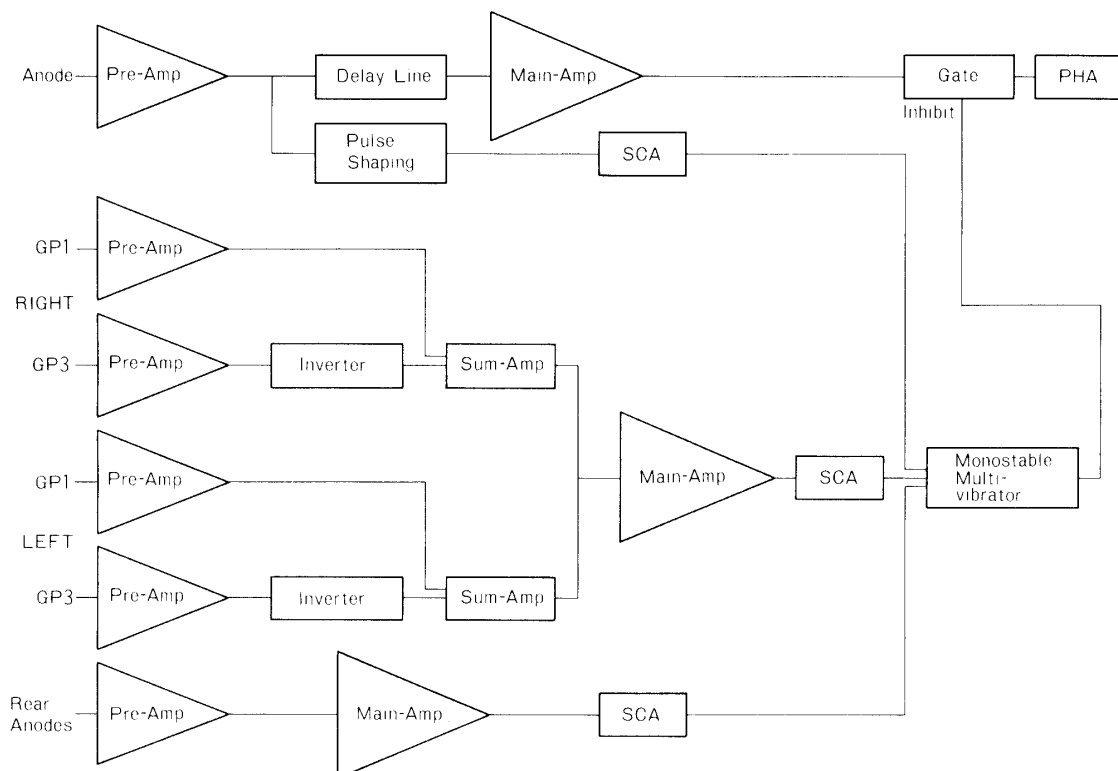 Anode
Pre-Amp
Delay Line
Main-Amp
Gate
PHA
Inhibit
Pulse
Shaping
SCA
GP1
Pre-Amp
RIGHT
GP3
Pre-Amp
Inverter
Sum-Amp
GP1
Pre-Amp
Main-Amp
SCA
Monostable
Multi-
vibrator
LEFT
GP3
Pre-Amp
Inverter
Sum-Amp
Rear
Anodes
Pre-Amp
Main-Amp
SCA